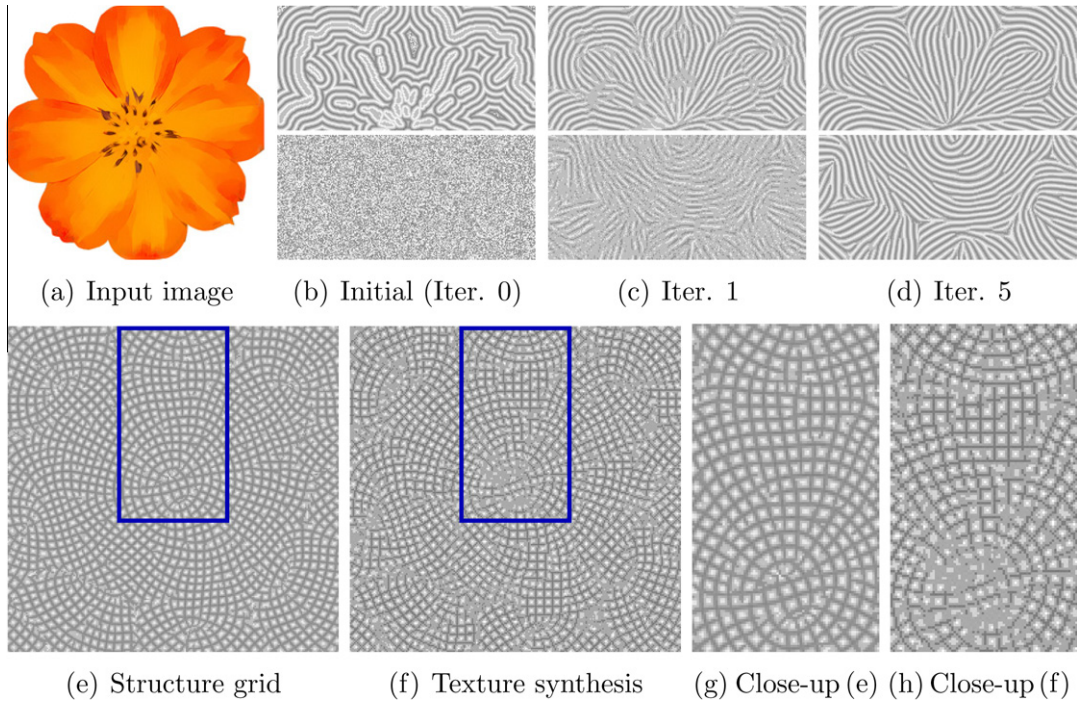 (a) Input image
(b) Initial (Iter. 0)
(c) Iter. 1
(d) Iter. 5
(e) Structure grid
(f) Texture synthesis
(g) Close-up (e)
(h) Close-up (f)